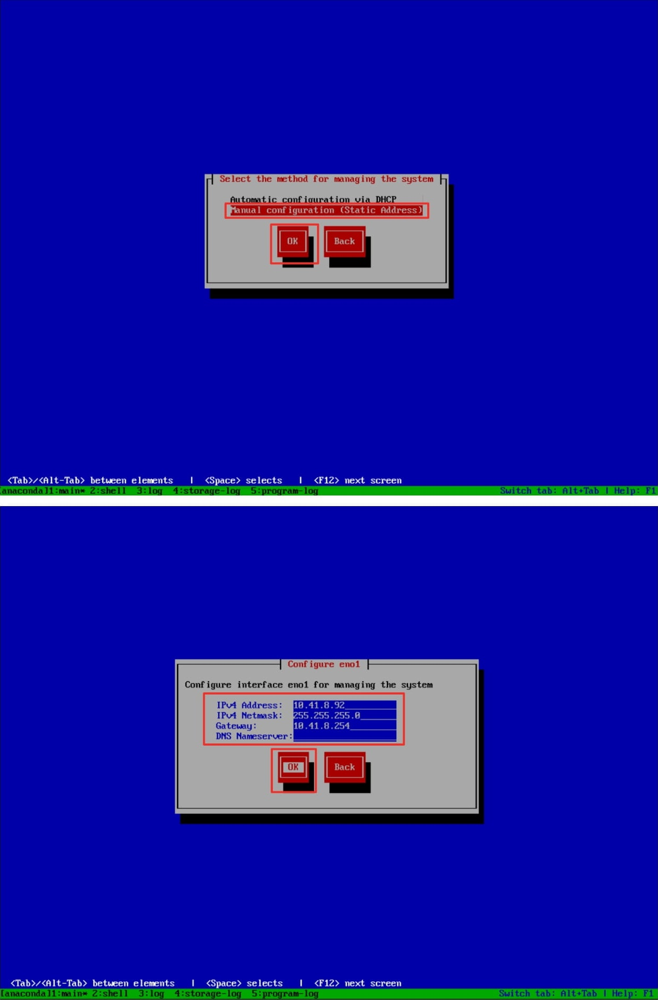 Select the method for managing the system
Automatic configuration via DHCP
Manual configuration (Static Address)
OK Back
<Tab>/<Alt-Tab> between elements | <Space> selects | <F12> next screen
[anaconda]1:main* 2:shell 3:log 4:storage-log 5:program-log Switch tab: Alt+Tab | Help: F1
Configure eno1
Configure interface eno1 for managing the system
IPv4 Address: 10.41.8.92
IPv4 Netmask: 255.255.255.0
Gateway: 10.41.8.254
DNS Nameserver:
OK Back
<Tab>/<Alt-Tab> between elements | <Space> selects | <F12> next screen
[anaconda]1:main* 2:shell 3:log 4:storage-log 5:program-log Switch tab: Alt+Tab | Help: F1